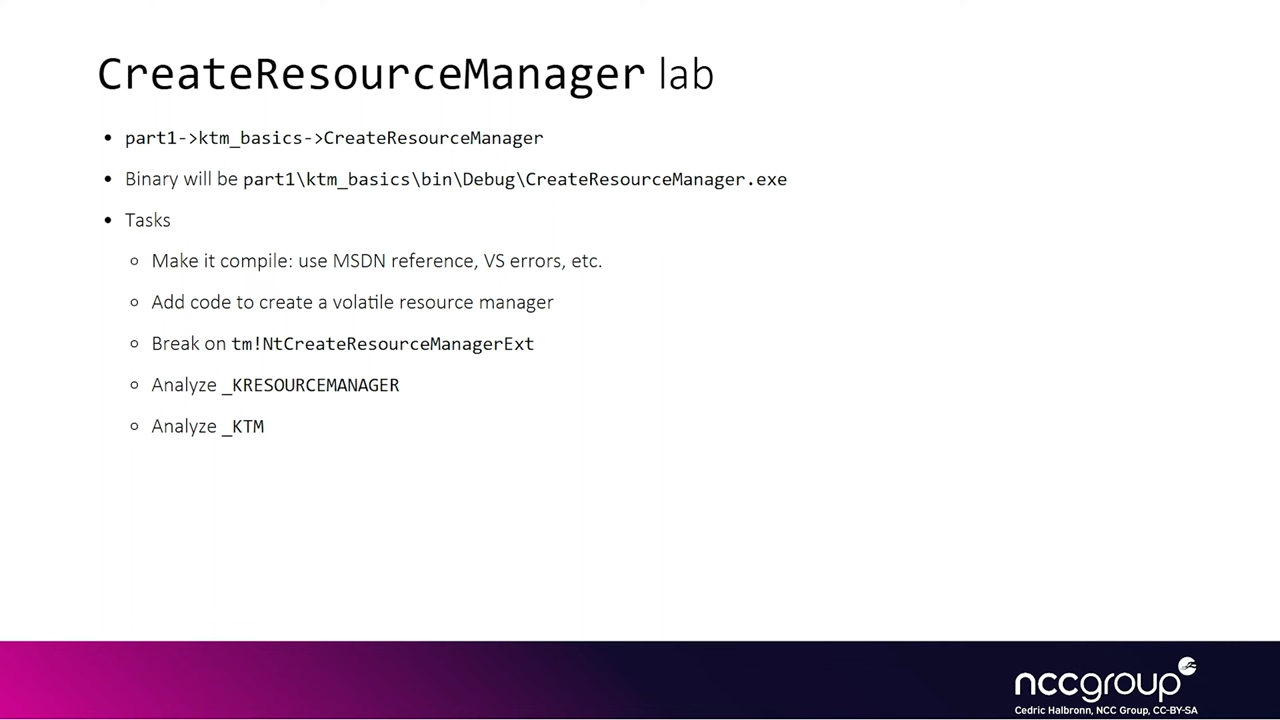 CreateResourceManager lab
• part1->ktm_basics->CreateResourceManager
• Binary will be part1\ktm_basics\bin\Debug\CreateResourceManager.exe
• Tasks
○ Make it compile: use MSDN reference, VS errors, etc.
○ Add code to create a volatile resource manager
○ Break on tm!NtCreateResourceManagerExt
○ Analyze _KRESOURCEMANAGER
○ Analyze _KTM
nccgroup
Cedric Halbronn, NCC Group, CC-BY-SA